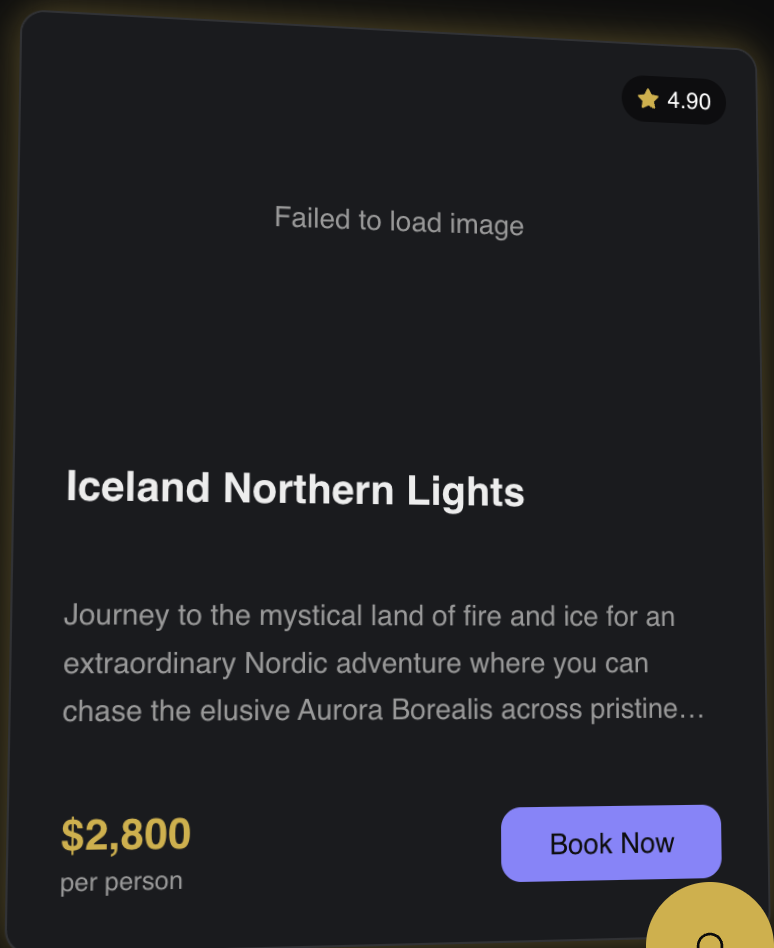 4.90
Failed to load image
Iceland Northern Lights
Journey to the mystical land of fire and ice for an
extraordinary Nordic adventure where you can
chase the elusive Aurora Borealis across pristine…
$2,800
Book Now
per person